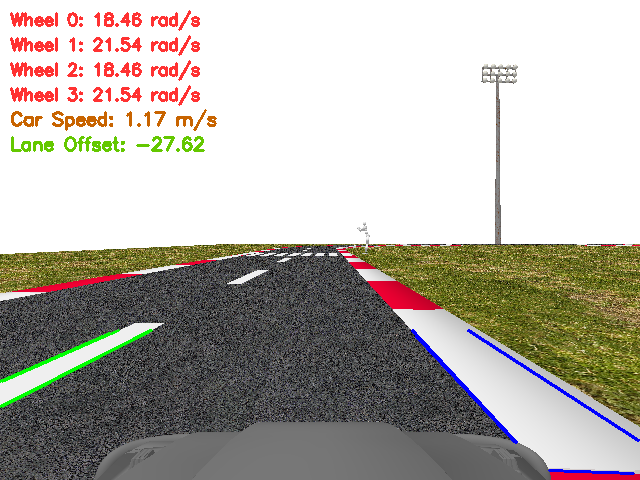 Wheel 0: 18.46 rad/s
Wheel 1: 21.54 rad/s
Wheel 2: 18.46 rad/s
Wheel 3: 21.54 rad/s
Car Speed: 1.17 m/s
Lane Offset: -27.62